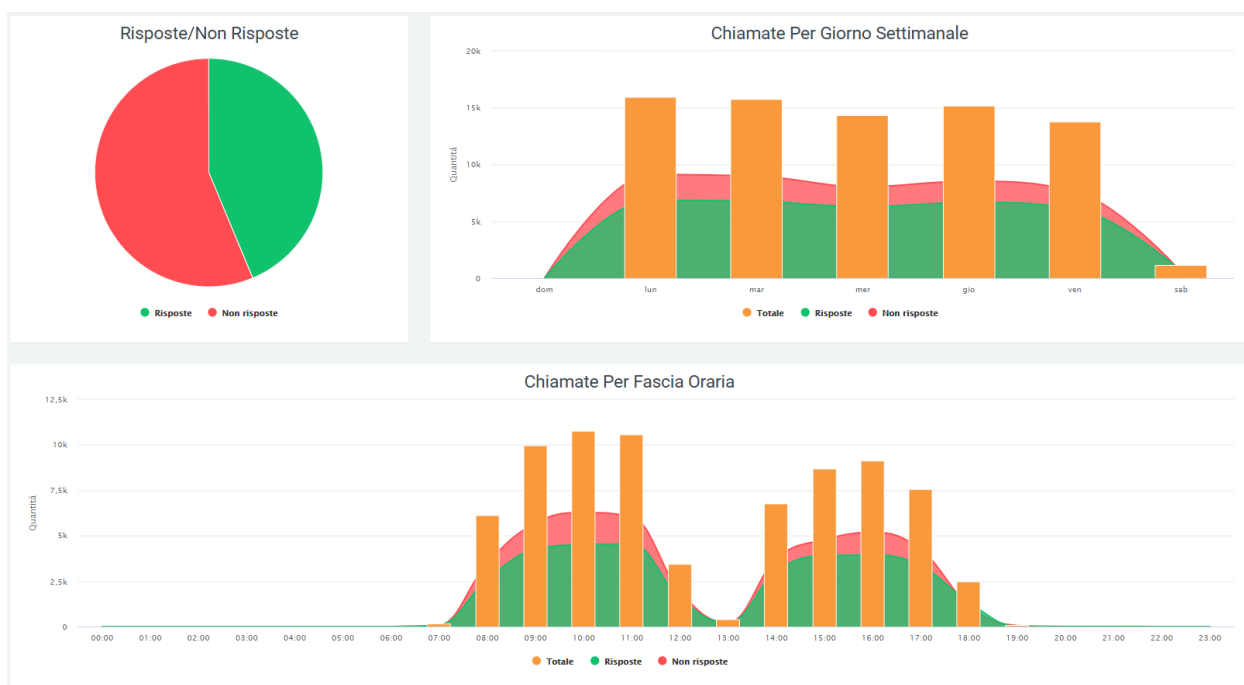 Risposte/Non Risposte
Risposte Non risposte
Chiamate Per Giorno Settimanale
Quantità
20k
15k
10k
5k
0
dom lun mar mer gio ven sab
Totale Risposte Non risposte
Chiamate Per Fascia Oraria
Quantità
12,5k
10k
7,5k
5k
2,5k
0
00:00 01:00 02:00 03:00 04:00 05:00 06:00 07:00 08:00 09:00 10:00 11:00 12:00 13:00 14:00 15:00 16:00 17:00 18:00 19:00 20:00 21:00 22:00 23:00
Totale Risposte Non risposte